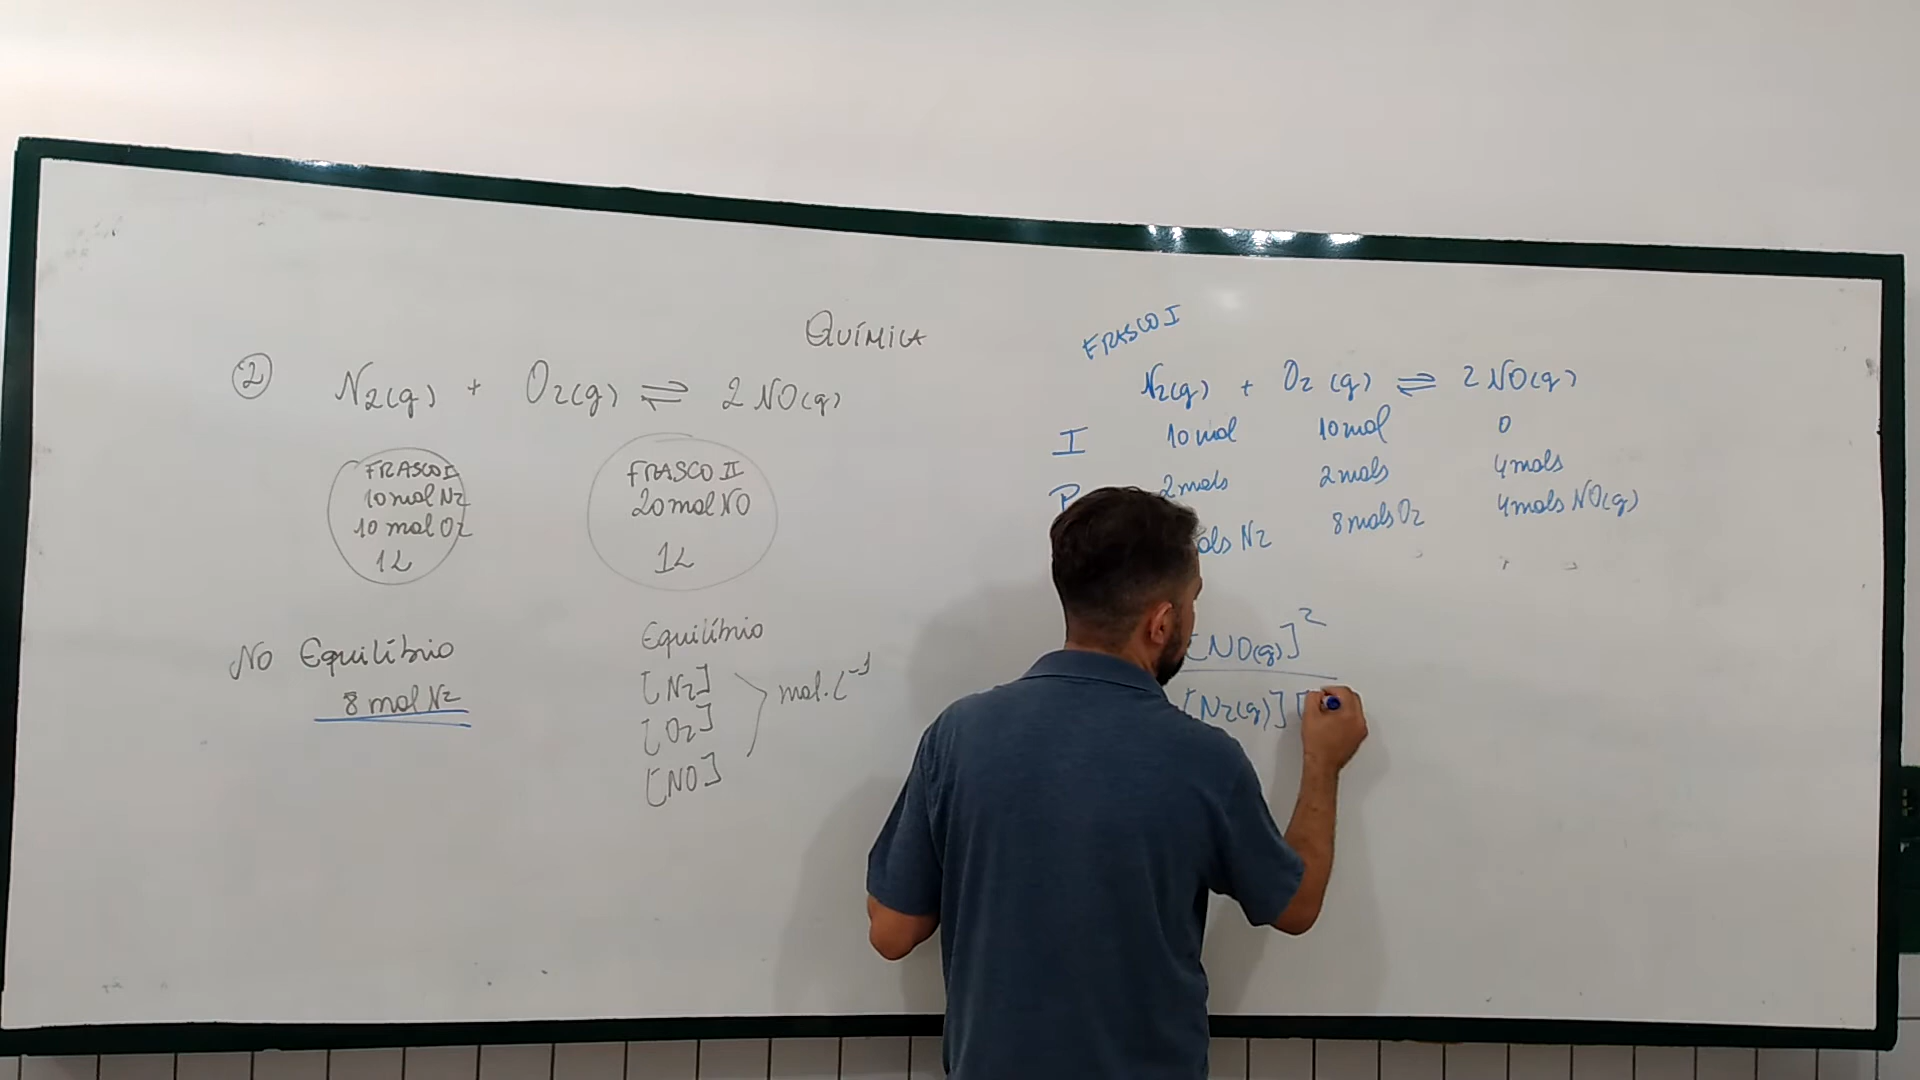 QUÍMICA
2 N2(g) + O2(g) ⇌ 2 NO(g)
FRASCO I
10 mol N2
10 mol O2
1L
FRASCO II
20 mol NO
1L
NO Equilíbrio
8 mol N2
Equilíbrio
[N2]
[O2]
[NO]
mol.L⁻¹
FRASCO I
N2(g) + O2 (g) ⇌ 2 NO(g)
I 10 mol 10 mol 0
2 mols 2 mols 4 mols
N2 8 mols O2 4 mols NO(g)
[NO(g)]²
[N2(g)] [